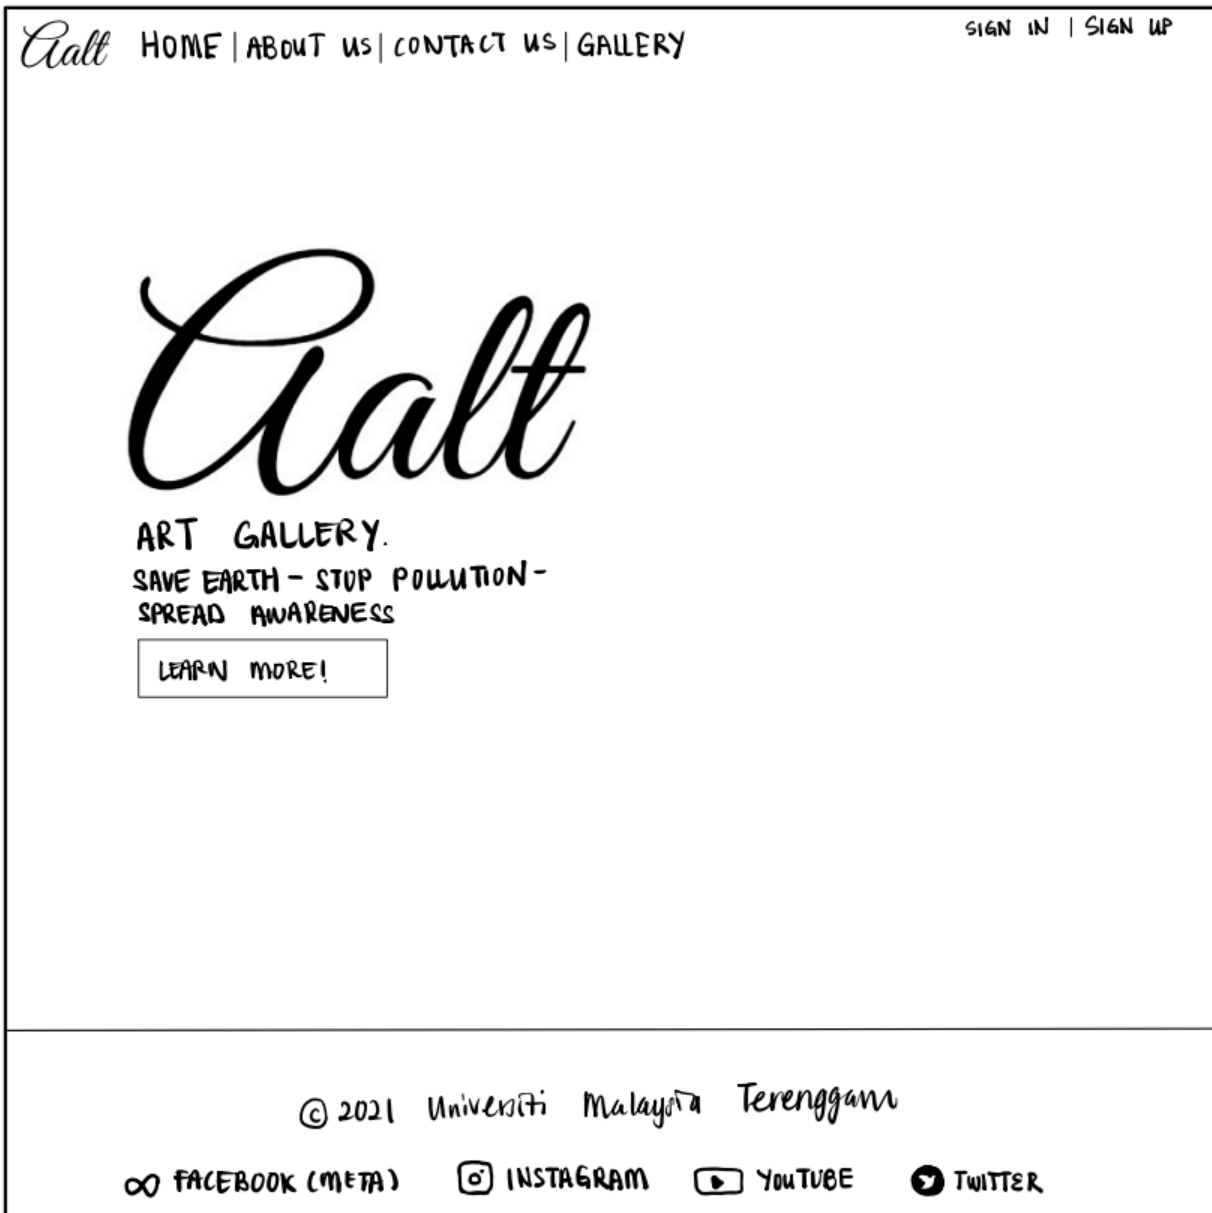 Aalt HOME | ABOUT US | CONTACT US | GALLERY SIGN IN | SIGN UP
Aalt
ART GALLERY.
SAVE EARTH - STOP POLLUTION -
SPREAD AWARENESS
LEARN MORE!
© 2021 Universiti Malaysia Terengganu
FACEBOOK (META) INSTAGRAM YOUTUBE TWITTER